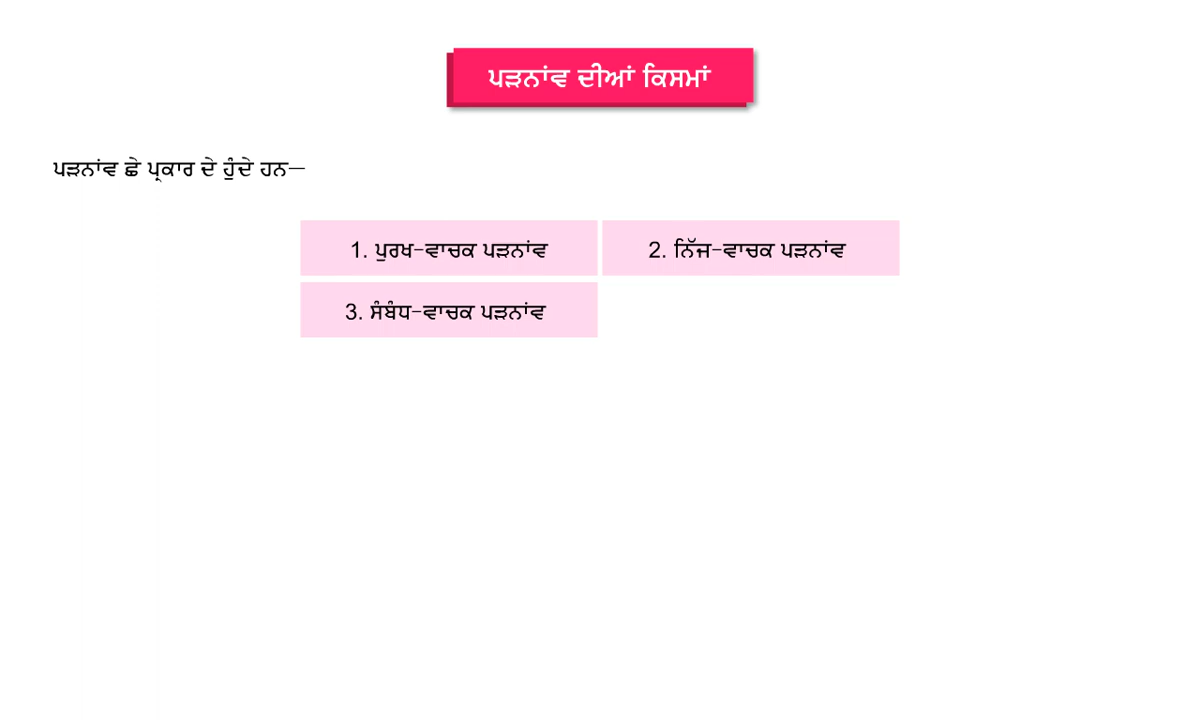 ਪੜਨਾਂਵ ਦੀਆਂ ਕਿਸਮਾਂ
ਪੜਨਾਂਵ ਛੇ ਪ੍ਰਕਾਰ ਦੇ ਹੁੰਦੇ ਹਨ—
1. ਪੁਰਖ-ਵਾਚਕ ਪੜਨਾਂਵ
2. ਨਿੱਜ-ਵਾਚਕ ਪੜਨਾਂਵ
3. ਸੰਬੰਧ-ਵਾਚਕ ਪੜਨਾਂਵ